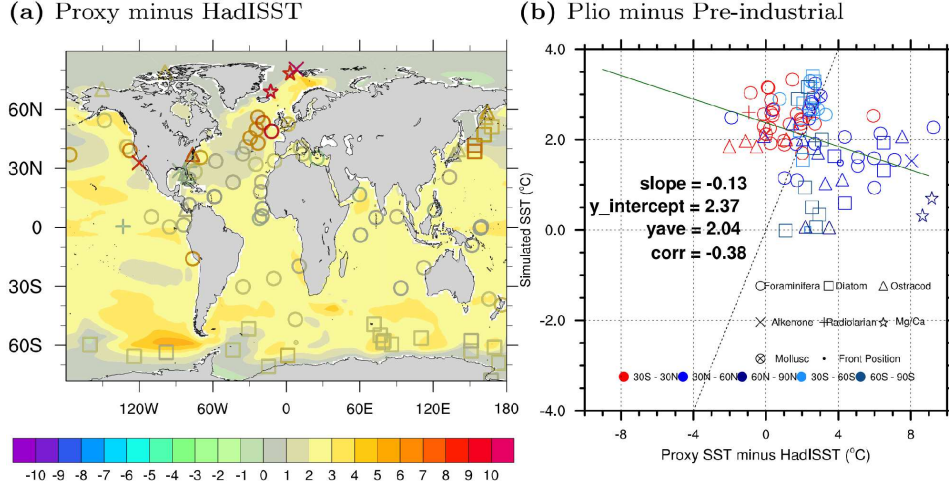 (a) Proxy minus HadISST
60N
30N
0
30S
60S
120W 60W 0 60E 120E 180
-10 -9 -8 -7 -6 -5 -4 -3 -2 -1 0 1 2 3 4 5 6 7 8 9 10
(b) Plio minus Pre-industrial
Simulated SST (°C)
4.0
2.0
0.0
-2.0
-4.0
slope = -0.13
y_intercept = 2.37
yave = 2.04
corr = -0.38
Foraminifera Diatom Ostracod
Alkenone Radiolarian Mg/Ca
Mollusc Front Position
30S - 30N 30N - 60N 60N - 90N 30S - 60S 60S - 90S
-8 -4 0 4 8
Proxy SST minus HadISST (°C)